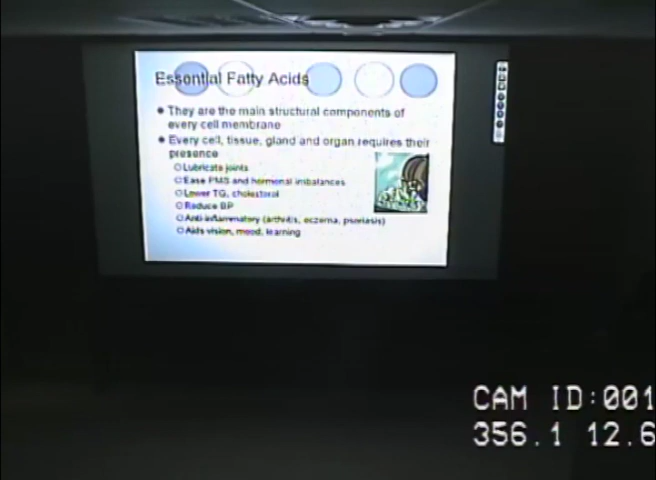 Essential Fatty Acids
They are the main structural components of
every cell membrane
Every cell, tissue, gland and organ requires their
presence
Lubricate joints
Ease PMS and hormonal imbalances
Lower TG, cholesterol
Reduce BP
Anti-inflammatory (arthritis, eczema, psoriasis)
Aids vision, mood, learning
CAM ID:001
356.1 12.6